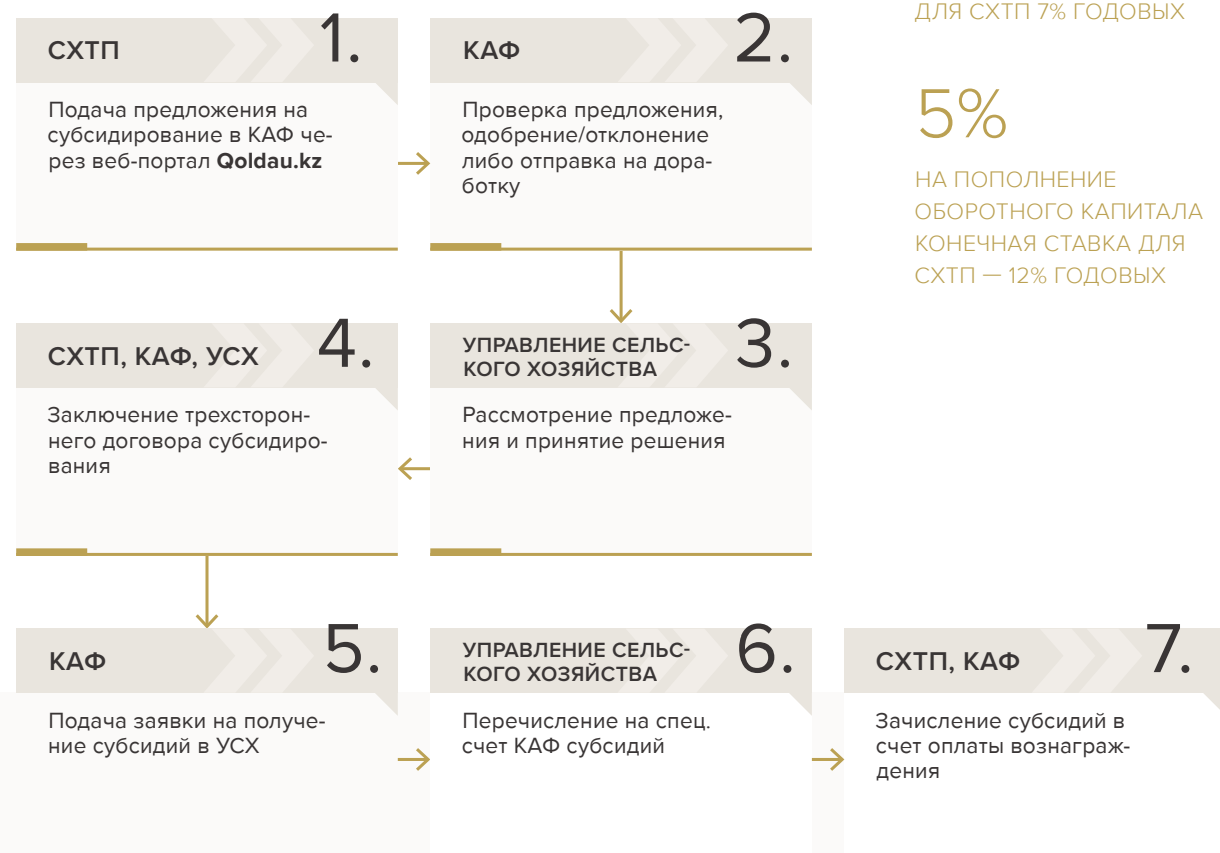 СХТП
1.
Подача предложения на
субсидирование в КАФ че-
рез веб-портал Qoldau.kz
КАФ
2.
Проверка предложения,
одобрение/отклонение
либо отправка на дора-
ботку
УПРАВЛЕНИЕ СЕЛЬС-
КОГО ХОЗЯЙСТВА
3.
Рассмотрение предложе-
ния и принятие решения
СХТП, КАФ, УСХ
4.
Заключение трехсторон-
него договора субсидиро-
вания
КАФ
5.
Подача заявки на получе-
ние субсидий в УСХ
УПРАВЛЕНИЕ СЕЛЬС-
КОГО ХОЗЯЙСТВА
6.
Перечисление на спец.
счет КАФ субсидий
СХТП, КАФ
7.
Зачисление субсидий в
счет оплаты вознаграж-
дения
ДЛЯ СХТП 7% ГОДОВЫХ
5%
НА ПОПОЛНЕНИЕ
ОБОРОТНОГО КАПИТАЛА
КОНЕЧНАЯ СТАВКА ДЛЯ
СХТП — 12% ГОДОВЫХ